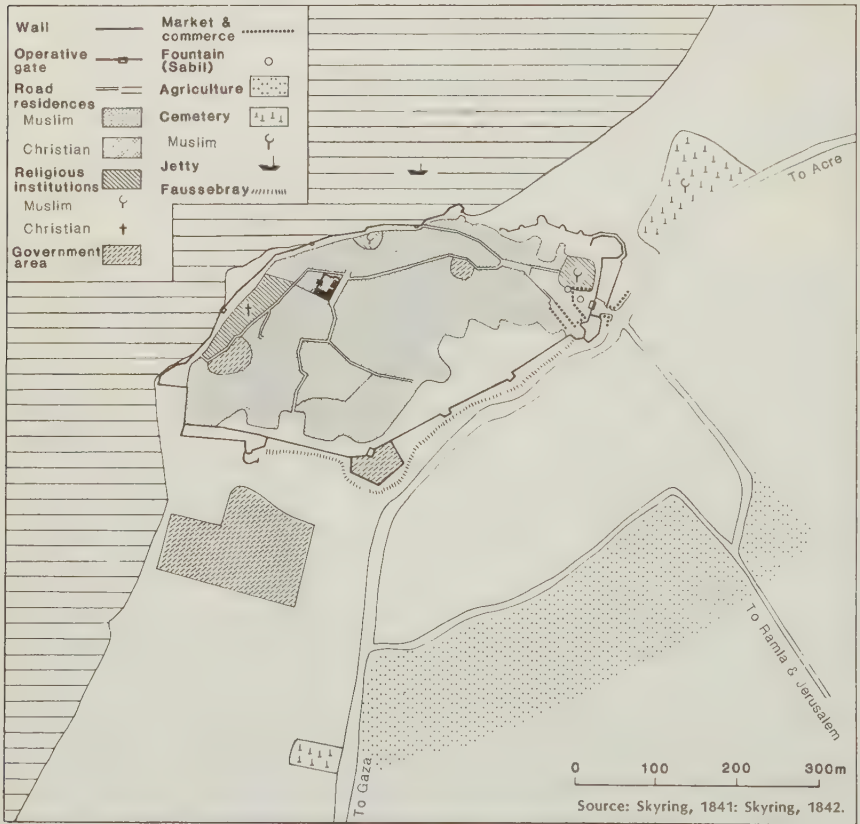 Wall
Operative
gate
Road
residences
Muslim
Christian
Religious
institutions
Muslim
Christian
Government
area
Market &
commerce
Fountain
(Sabil)
Agriculture
Cemetery
Muslim
Jetty
Faussebray
To Acre
To Ramla & Jerusalem
To Gaza
0 100 200 300m
Source: Skyring, 1841: Skyring, 1842.